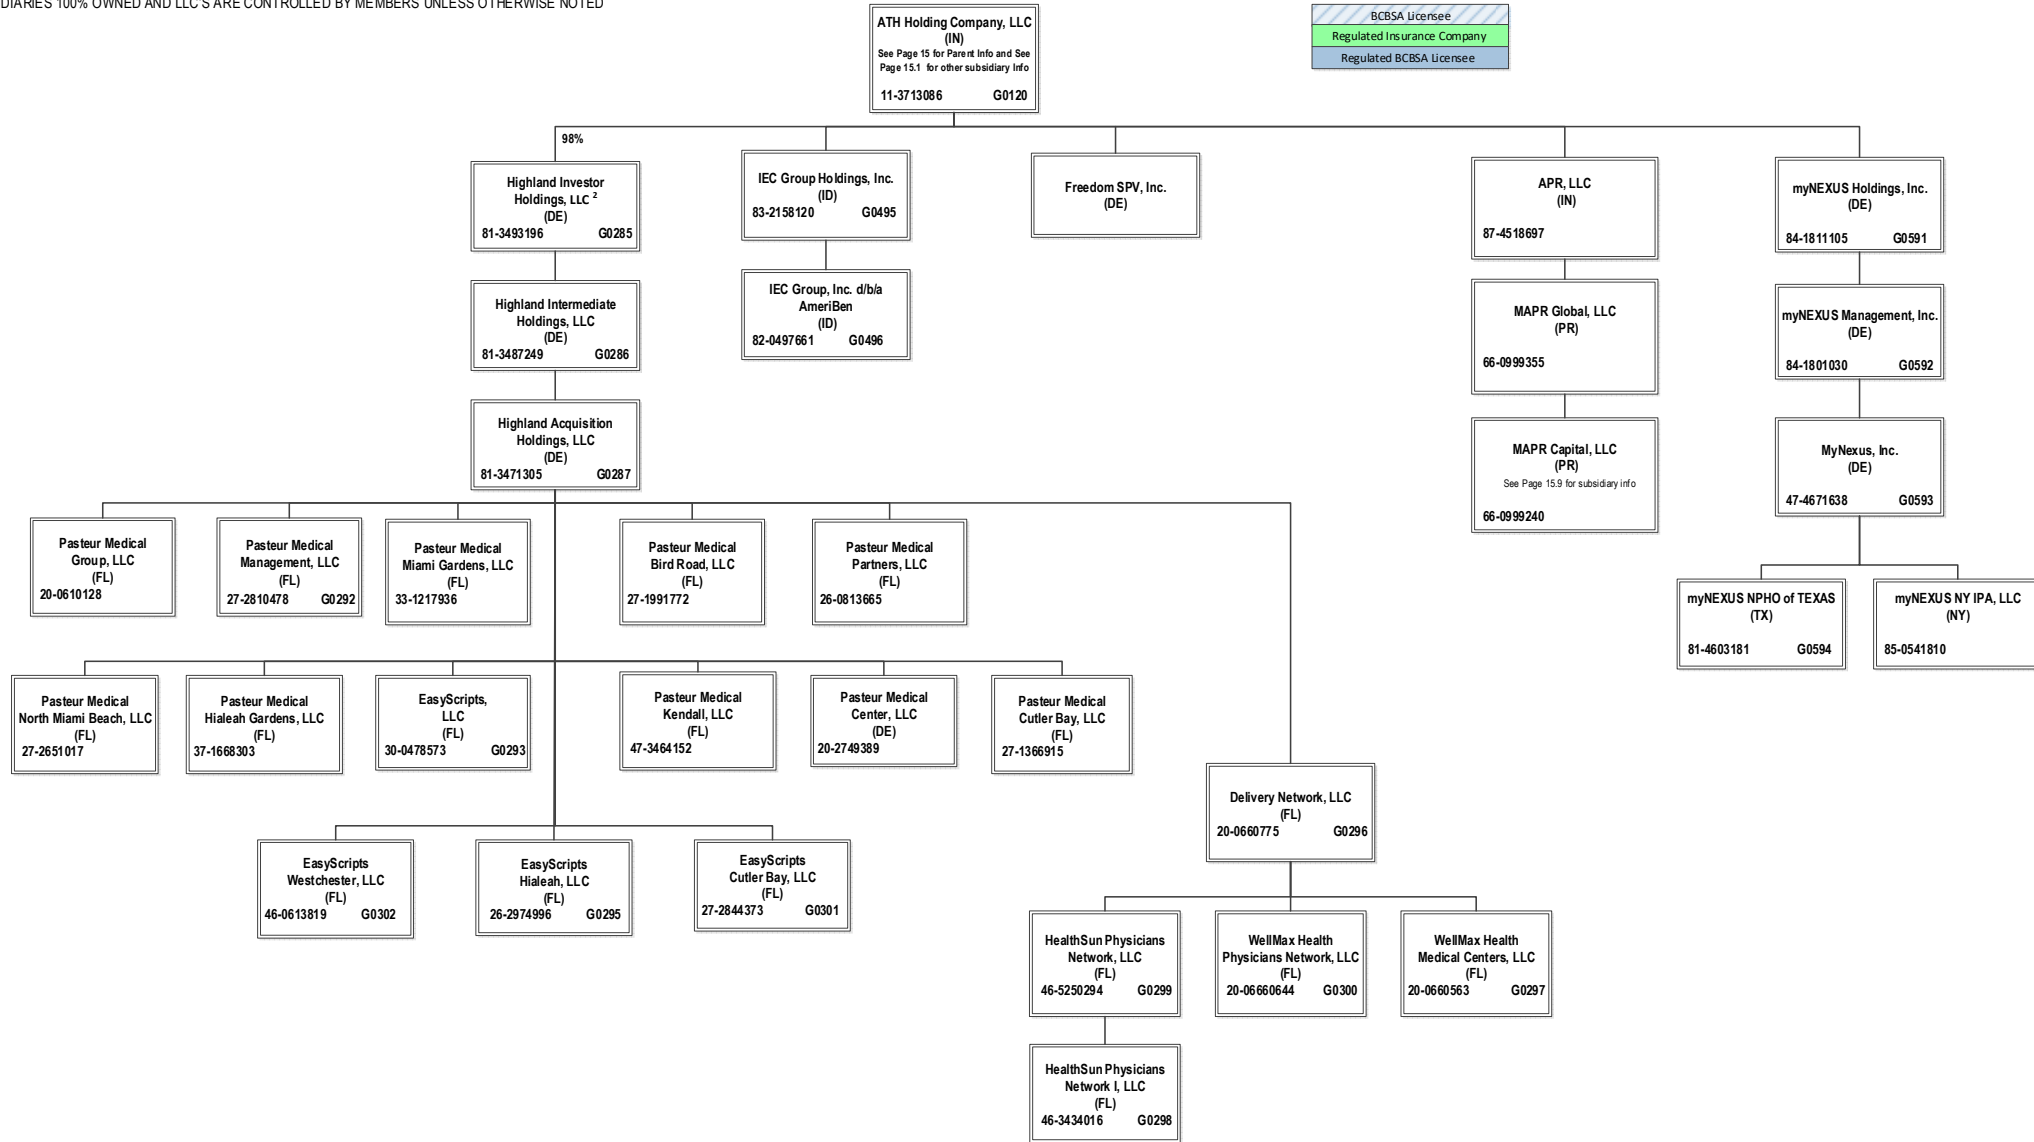 DIARIES 100% OWNED AND LLC'S ARE CONTROLLED BY MEMBERS UNLESS OTHERWISE NOTED
ATH Holding Company, LLC
(IN)
See Page 15 for Parent Info and See
Page 15.1 for other subsidiary Info
11-3713086 G0120
BCBSA Licensee
Regulated Insurance Company
Regulated BCBSA Licensee
98%
Highland Investor
Holdings, LLC ²
(DE)
81-3493196 G0285
IEC Group Holdings, Inc.
(ID)
83-2158120 G0495
Freedom SPV, Inc.
(DE)
APR, LLC
(IN)
87-4518697
myNEXUS Holdings, Inc.
(DE)
84-1811105 G0591
Highland Intermediate
Holdings, LLC
(DE)
81-3487249 G0286
IEC Group, Inc. d/b/a
AmeriBen
(ID)
82-0497661 G0496
MAPR Global, LLC
(PR)
66-0999355
myNEXUS Management, Inc.
(DE)
84-1801030 G0592
Highland Acquisition
Holdings, LLC
(DE)
81-3471305 G0287
MAPR Capital, LLC
(PR)
See Page 15.9 for subsidiary info
66-0999240
MyNexus, Inc.
(DE)
47-4671638 G0593
Pasteur Medical
Group, LLC
(FL)
20-0610128
Pasteur Medical
Management, LLC
(FL)
27-2810478 G0292
Pasteur Medical
Miami Gardens, LLC
(FL)
33-1217936
Pasteur Medical
Bird Road, LLC
(FL)
27-1991772
Pasteur Medical
Partners, LLC
(FL)
26-0813665
myNEXUS NPHO of TEXAS
(TX)
81-4603181 G0594
myNEXUS NY IPA, LLC
(NY)
85-0541810
Pasteur Medical
North Miami Beach, LLC
(FL)
27-2651017
Pasteur Medical
Hialeah Gardens, LLC
(FL)
37-1668303
EasyScripts,
LLC
(FL)
30-0478573 G0293
Pasteur Medical
Kendall, LLC
(FL)
47-3464152
Pasteur Medical
Center, LLC
(DE)
20-2749389
Pasteur Medical
Cutler Bay, LLC
(FL)
27-1366915
Delivery Network, LLC
(FL)
20-0660775 G0296
EasyScripts
Westchester, LLC
(FL)
46-0613819 G0302
EasyScripts
Hialeah, LLC
(FL)
26-2974996 G0295
EasyScripts
Cutler Bay, LLC
(FL)
27-2844373 G0301
HealthSun Physicians
Network, LLC
(FL)
46-5250294 G0299
WellMax Health
Physicians Network, LLC
(FL)
20-06660644 G0300
WellMax Health
Medical Centers, LLC
(FL)
20-0660563 G0297
HealthSun Physicians
Network I, LLC
(FL)
46-3434016 G0298